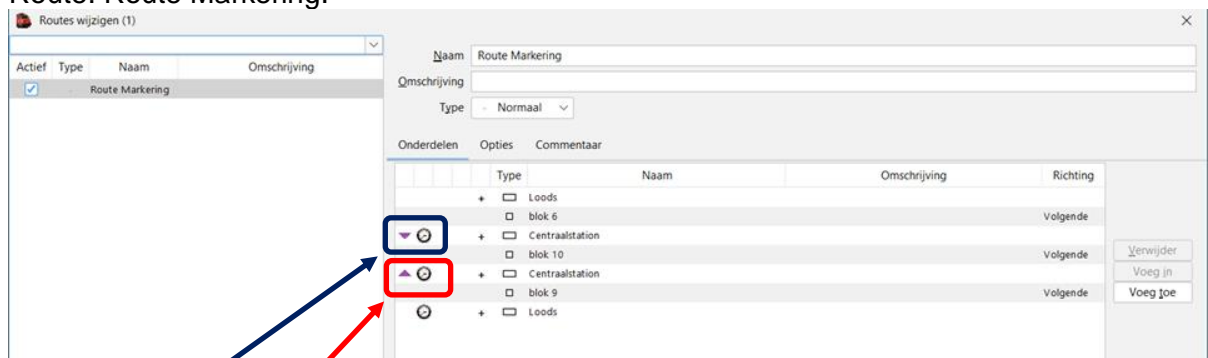 Route: Route Markering.
Routes wijzigen (1)
Naam Route Markering
Actief Type Naam Omschrijving
Route Markering
Omschrijving
Type Normaal
Onderdelen Opties Commentaar
Type Naam Omschrijving Richting
+ Loods
blok 6 Volgende
+ Centraalstation
blok 10 Volgende
Verwijder
+ Centraalstation
Voeg in
blok 9 Volgende
Voeg toe
+ Loods